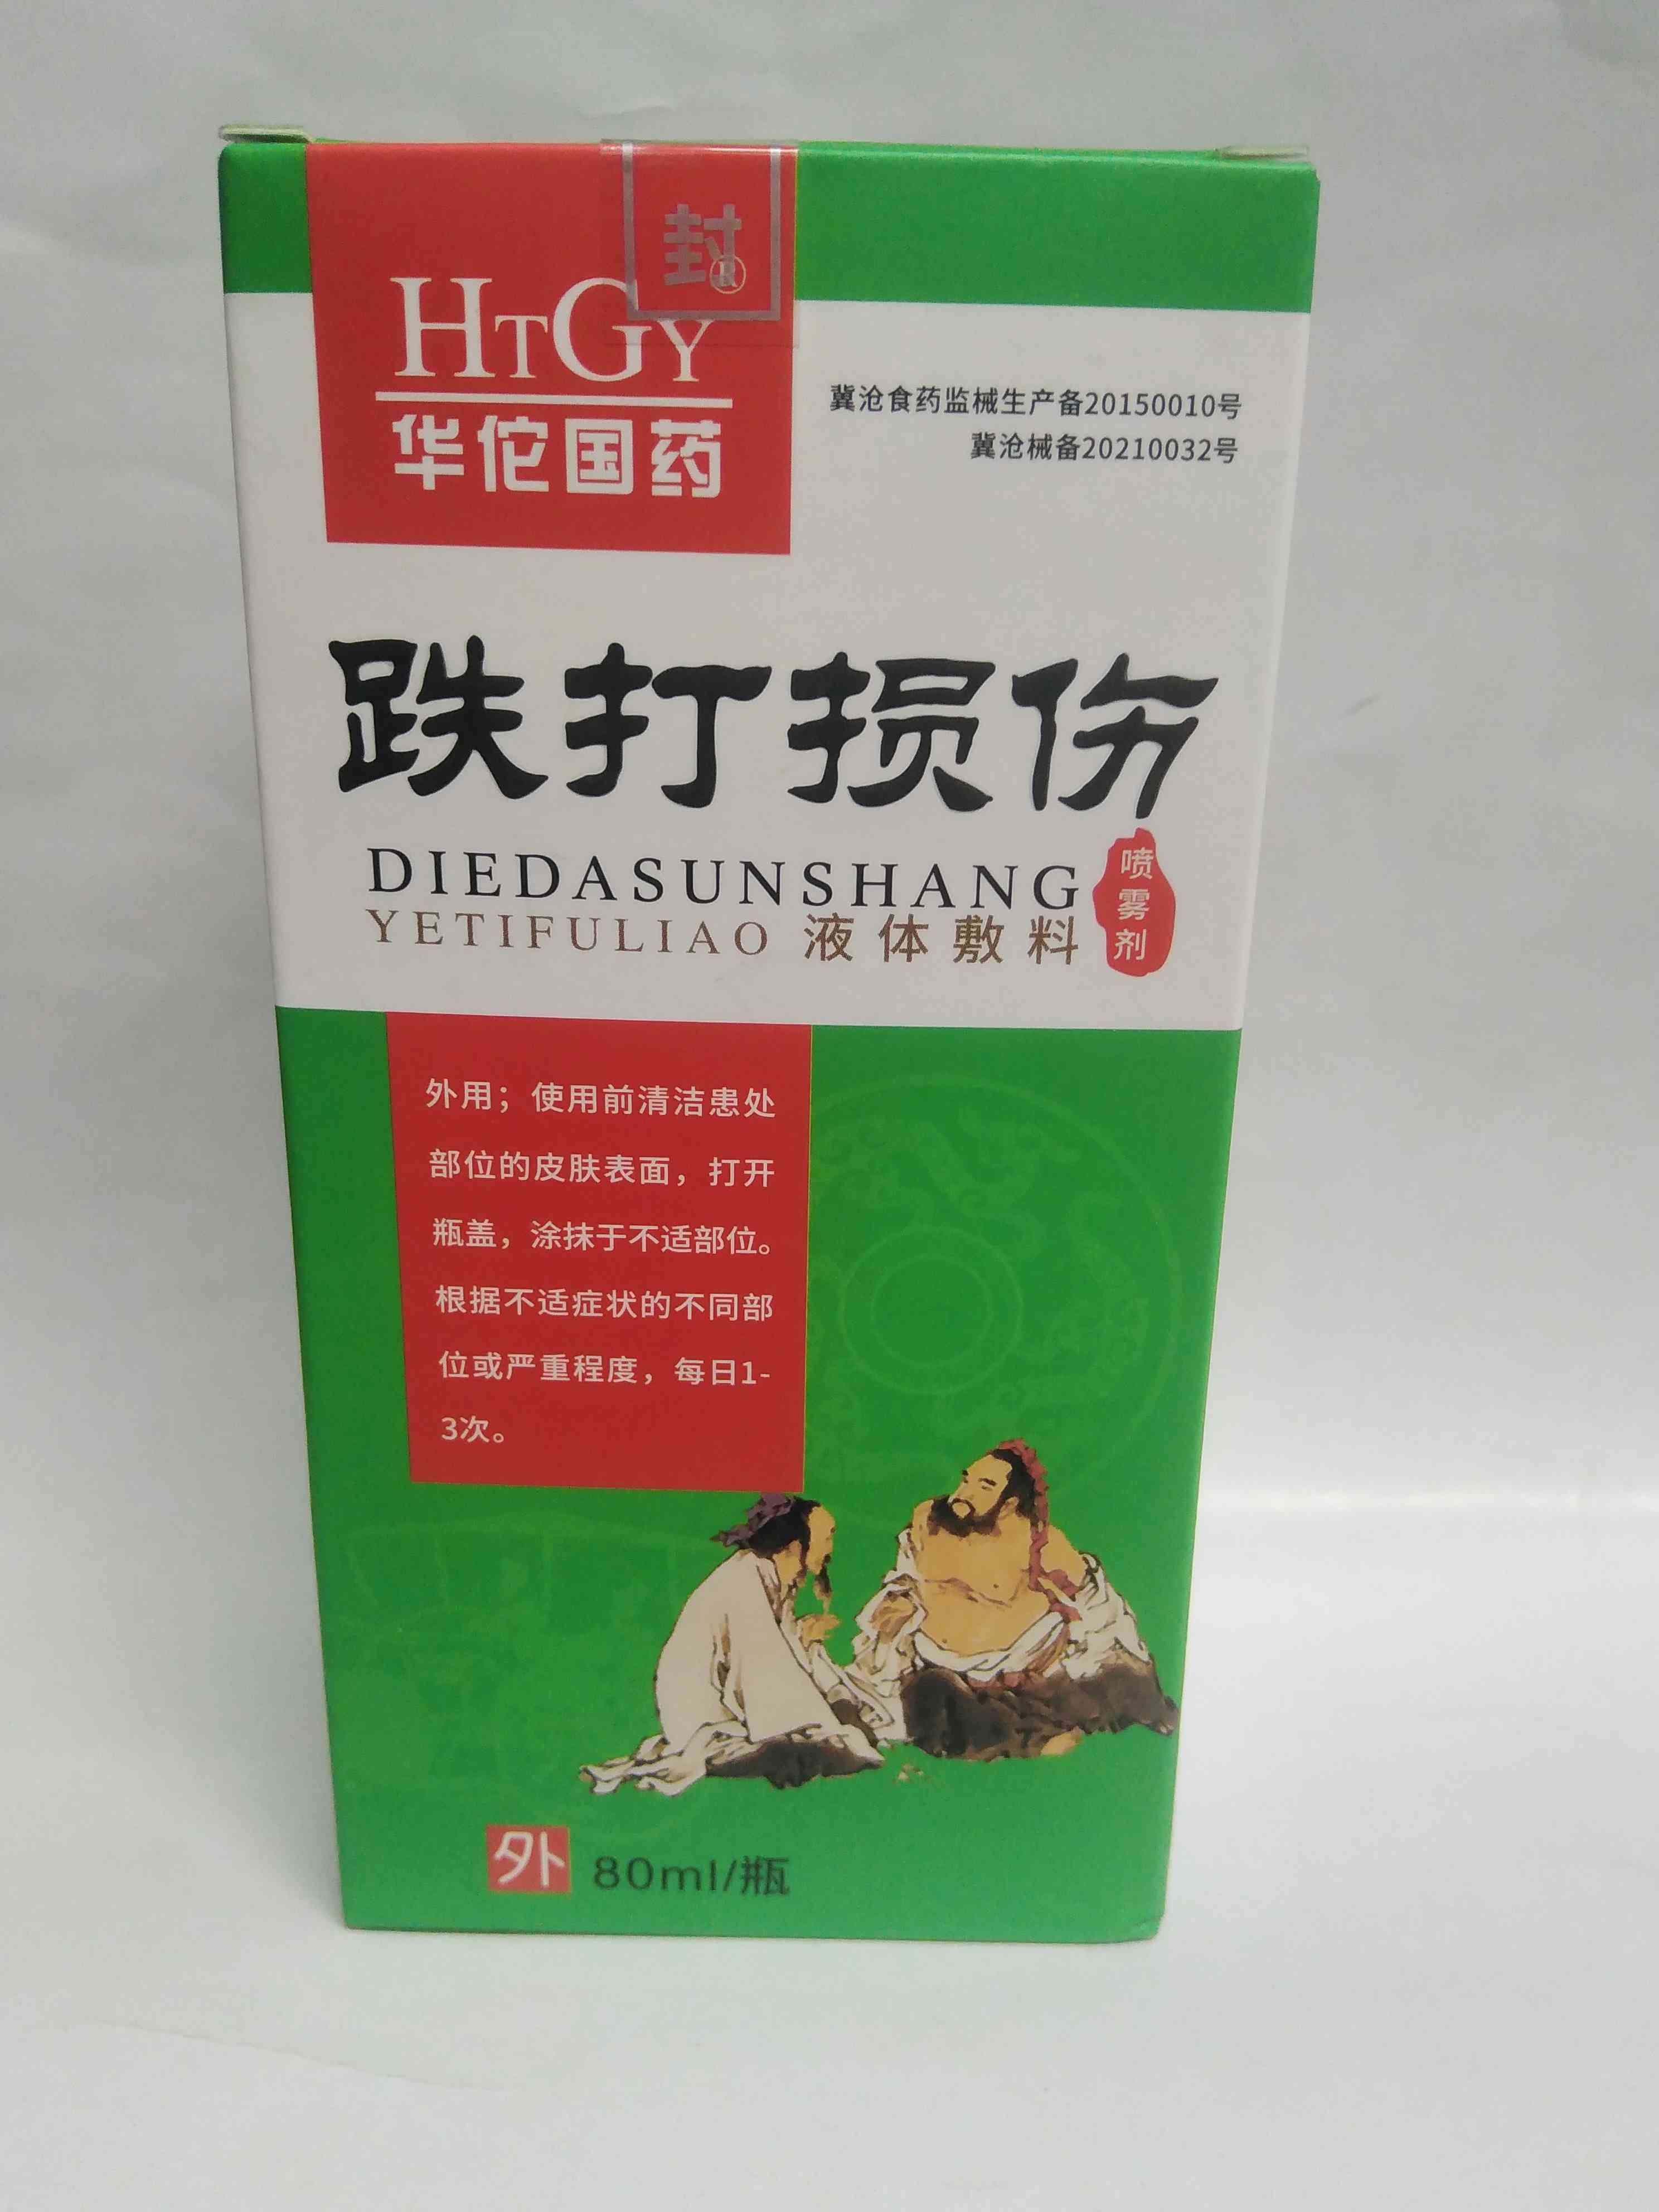 封
®
HTGY
华佗国药
冀沧食药监械生产备20150010号
冀沧械备20210032号
跌打损伤
DIEDASUNSHANG
YETIFULIAO 液体敷料
喷雾剂
外用；使用前清洁患处
部位的皮肤表面，打开
瓶盖，涂抹于不适部位。
根据不适症状的不同部
位或严重程度，每日1-
3次。
外 80ml/瓶